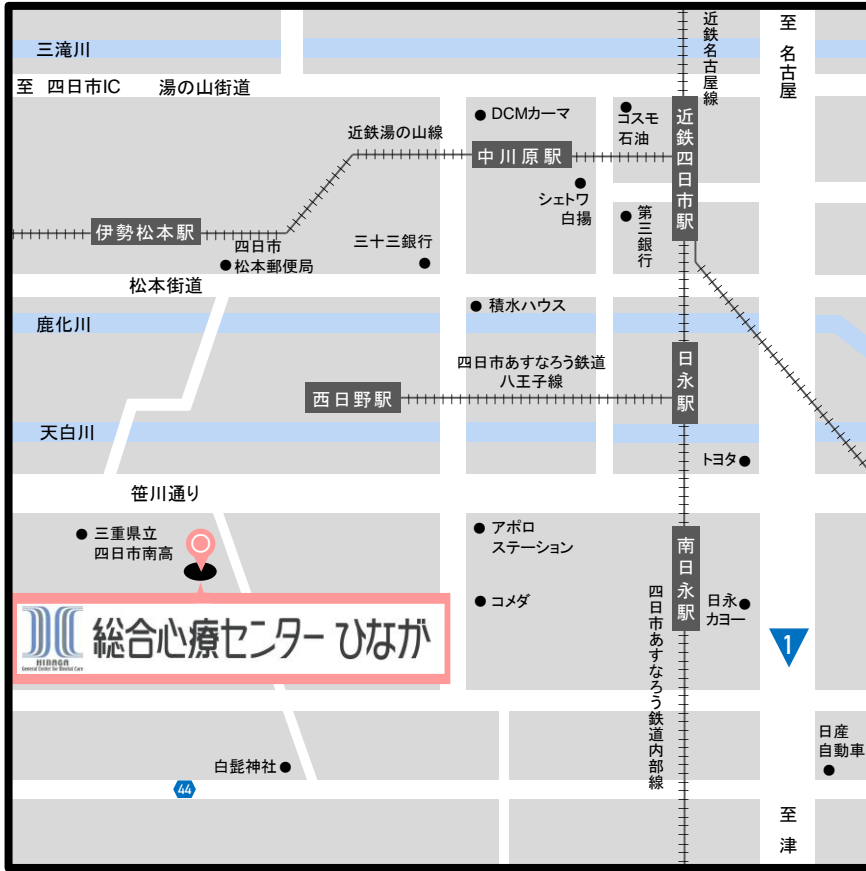 近鉄名古屋線
至 名古屋
三滝川
至 四日市IC
湯の山街道
DCMカーマ
コスモ
石油
近鉄四日市駅
近鉄湯の山線
中川原駅
シェトワ
白揚
第三銀行
伊勢松本駅
四日市
松本郵便局
三十三銀行
松本街道
積水ハウス
鹿化川
四日市あすなろう鉄道
八王子線
日永駅
西日野駅
天白川
トヨタ
笹川通り
三重県立
四日市南高
アポロ
ステーション
南日永駅
コメダ
日永
カヨー
四日市あすなろう鉄道内部線
HINAGA
General Center for Mental Care
総合心療センター ひなが
1
日産
自動車
白髭神社
44
至 津